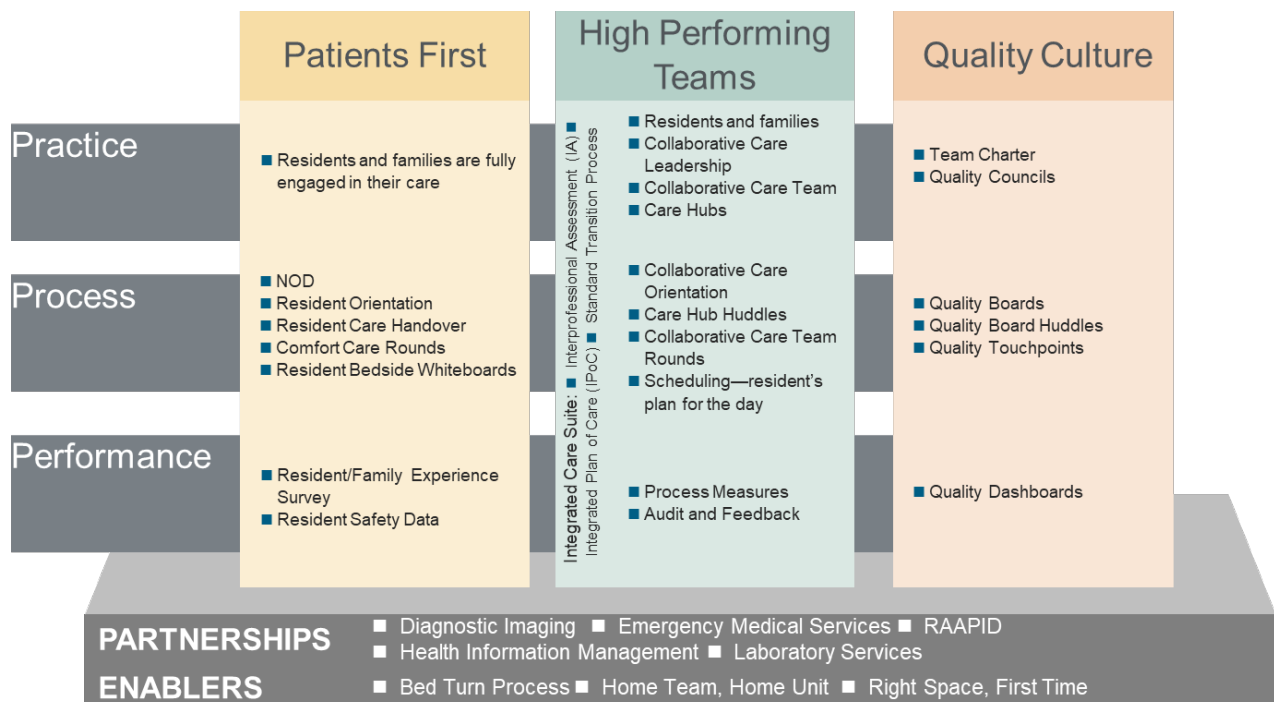 Patients First
High Performing
Teams
Quality Culture
Practice
■ Residents and families are fully
engaged in their care
■ Residents and families
■ Collaborative Care
Leadership
■ Collaborative Care Team
■ Care Hubs
■ Team Charter
■ Quality Councils
Process
■ NOD
■ Resident Orientation
■ Resident Care Handover
■ Comfort Care Rounds
■ Resident Bedside Whiteboards
■ Collaborative Care
Orientation
■ Care Hub Huddles
■ Collaborative Care Team
Rounds
■ Scheduling—resident’s
plan for the day
■ Quality Boards
■ Quality Board Huddles
■ Quality Touchpoints
Performance
■ Resident/Family Experience
Survey
■ Resident Safety Data
■ Process Measures
■ Audit and Feedback
■ Quality Dashboards
Integrated Care Suite: ■ Interprofessional Assessment (IA) ■
Integrated Plan of Care (IPoC) ■ Standard Transition Process
PARTNERSHIPS
■ Diagnostic Imaging ■ Emergency Medical Services ■ RAAPID
■ Health Information Management ■ Laboratory Services
ENABLERS
■ Bed Turn Process ■ Home Team, Home Unit ■ Right Space, First Time